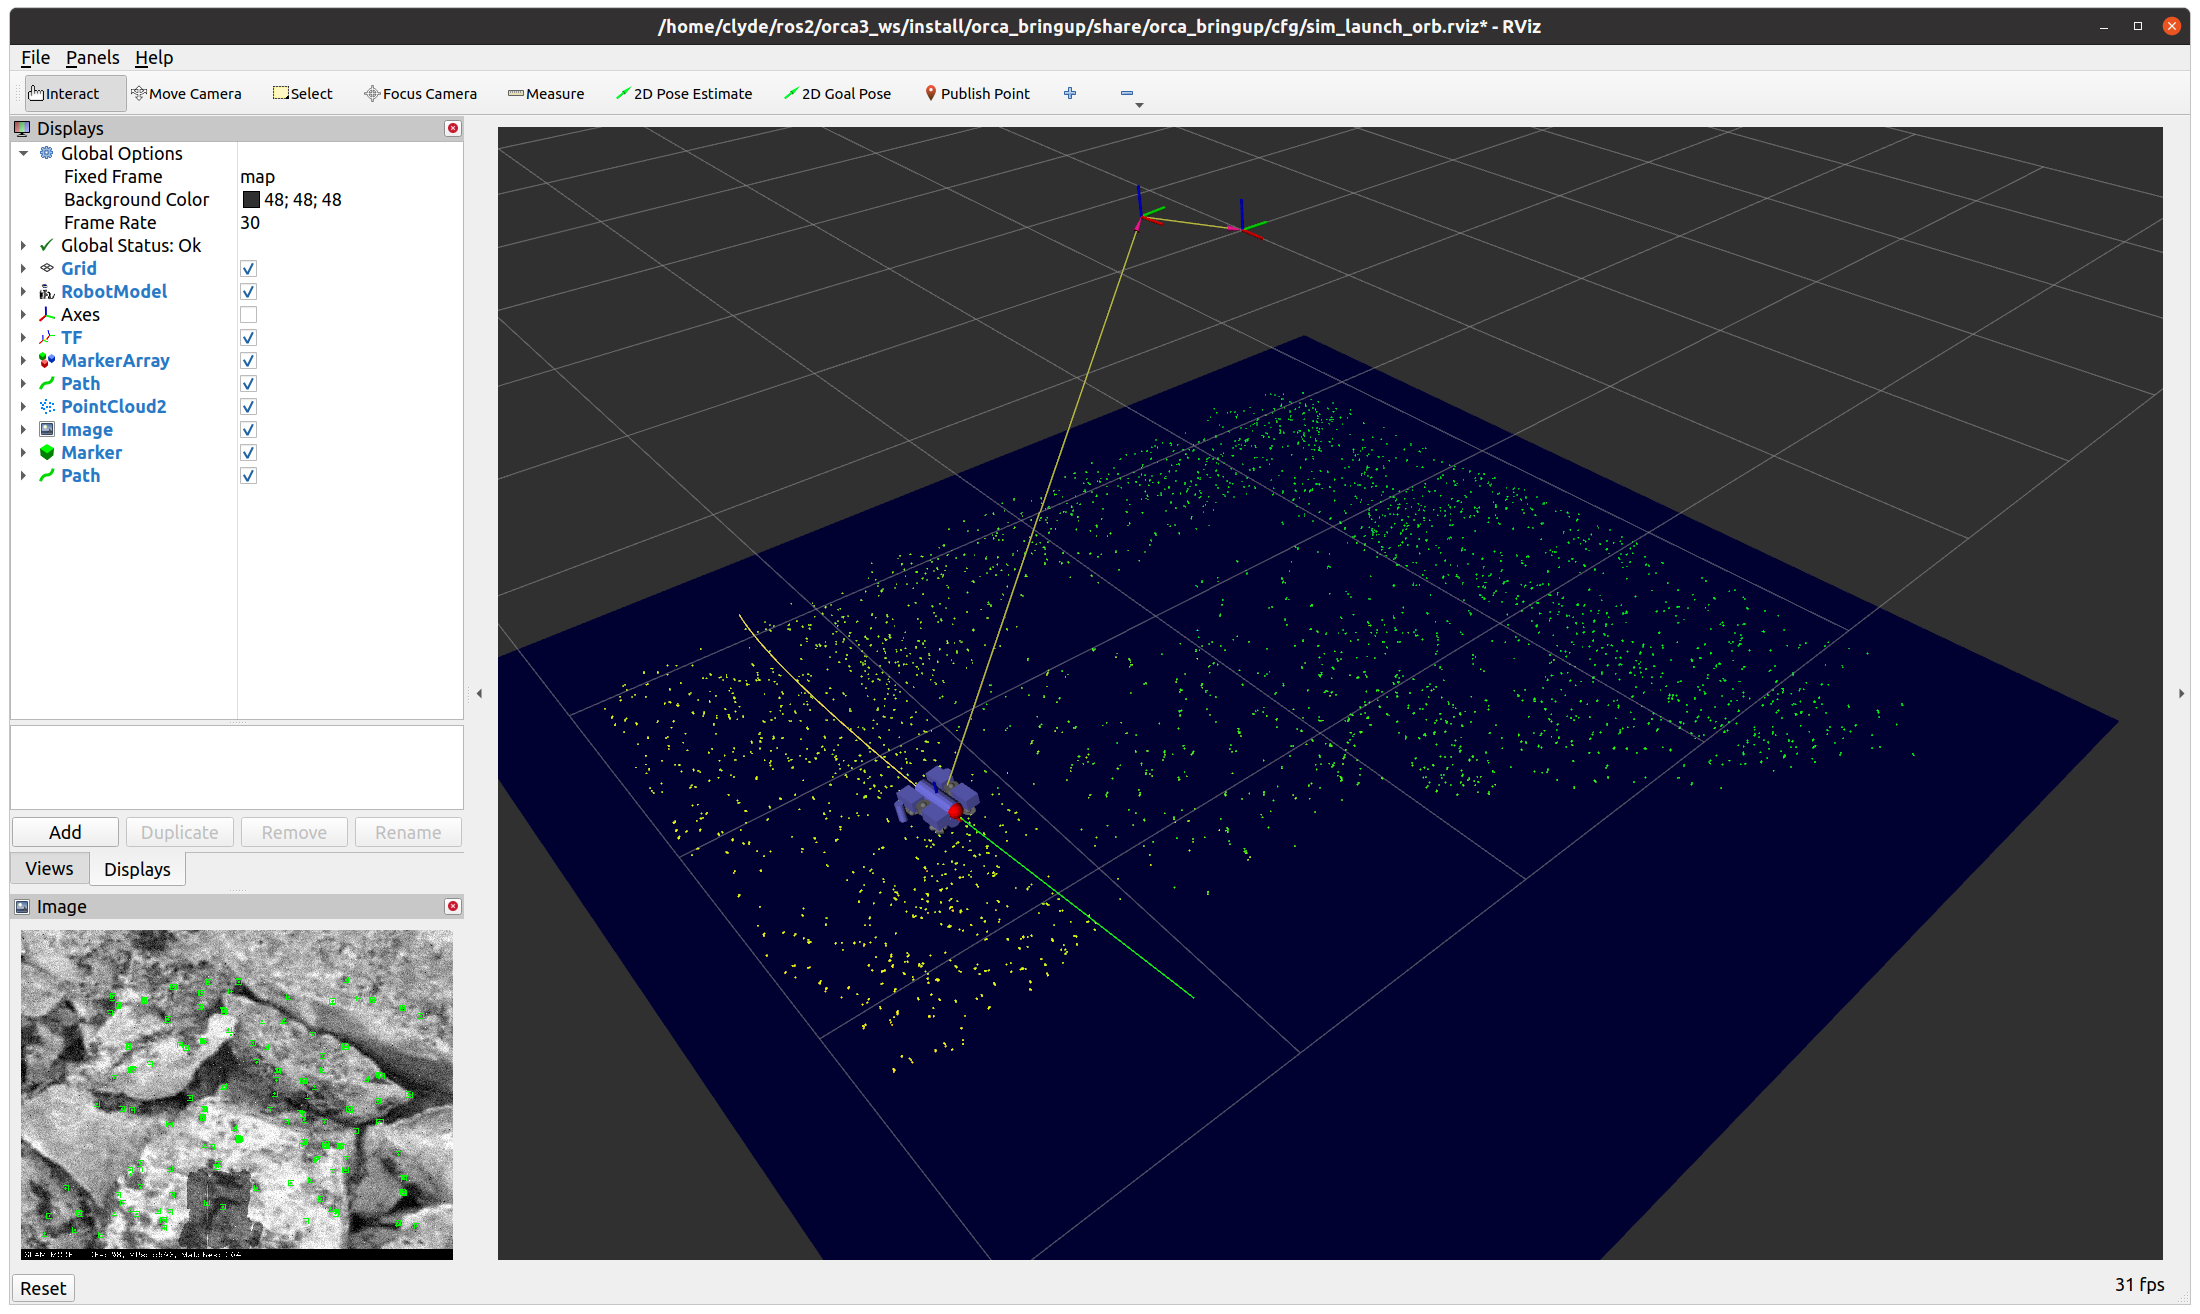 /home/clyde/ros2/orca3_ws/install/orca_bringup/share/orca_bringup/cfg/sim_launch_orb.rviz* - RViz
File Panels Help
Interact Move Camera Select Focus Camera Measure 2D Pose Estimate 2D Goal Pose Publish Point
Displays
Global Options
Fixed Frame map
Background Color 48; 48; 48
Frame Rate 30
Global Status: Ok
Grid
RobotModel
Axes
TF
MarkerArray
Path
PointCloud2
Image
Marker
Path
Add Duplicate Remove Rename
Views Displays
Image
SLAM MODE
Reset
31 fps